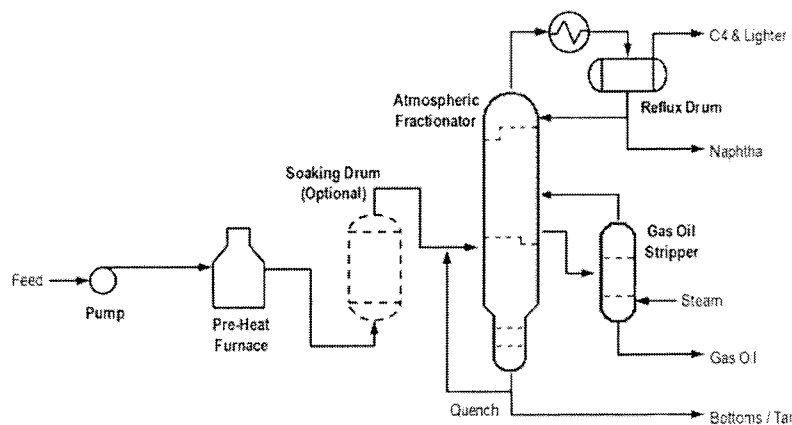 C4 & Lighter
Atmospheric
Fractionator
Reflux Drum
Naphtha
Soaking Drum
(Optional)
Gas Oil
Stripper
Feed
Pump
Steam
Pre-Heat
Furnace
Gas Oil
Quench
Bottoms / Tar